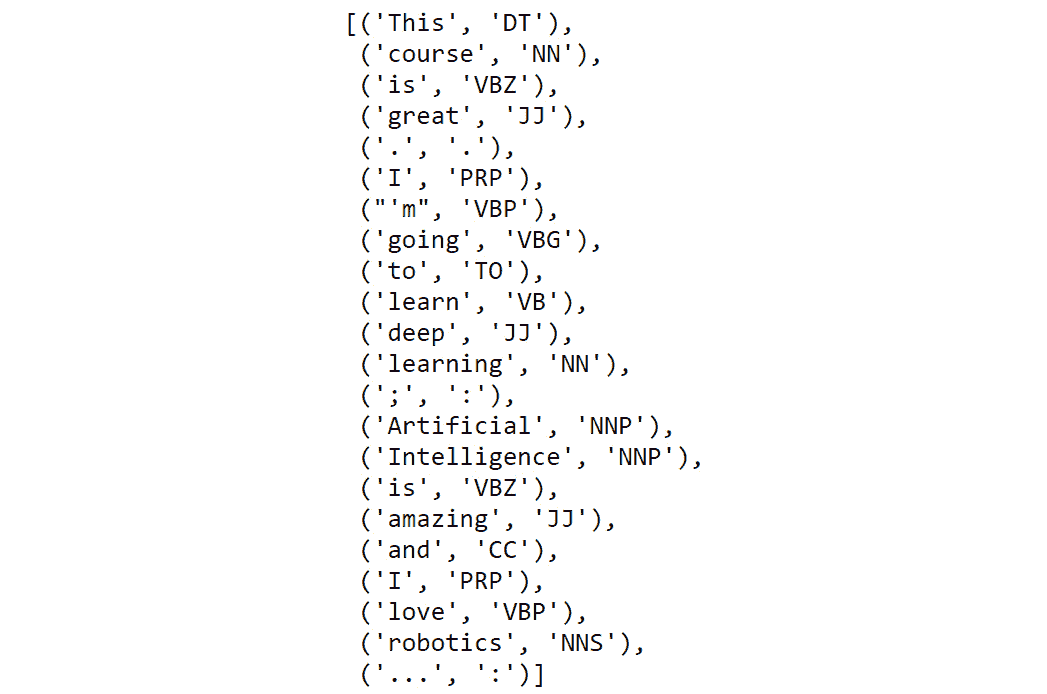 [('This', 'DT'),
('course', 'NN'),
('is', 'VBZ'),
('great', 'JJ'),
('.', '.'),
('I', 'PRP'),
("'m", 'VBP'),
('going', 'VBG'),
('to', 'TO'),
('learn', 'VB'),
('deep', 'JJ'),
('learning', 'NN'),
(';', ':'),
('Artificial', 'NNP'),
('Intelligence', 'NNP'),
('is', 'VBZ'),
('amazing', 'JJ'),
('and', 'CC'),
('I', 'PRP'),
('love', 'VBP'),
('robotics', 'NNS'),
('...', ':')]